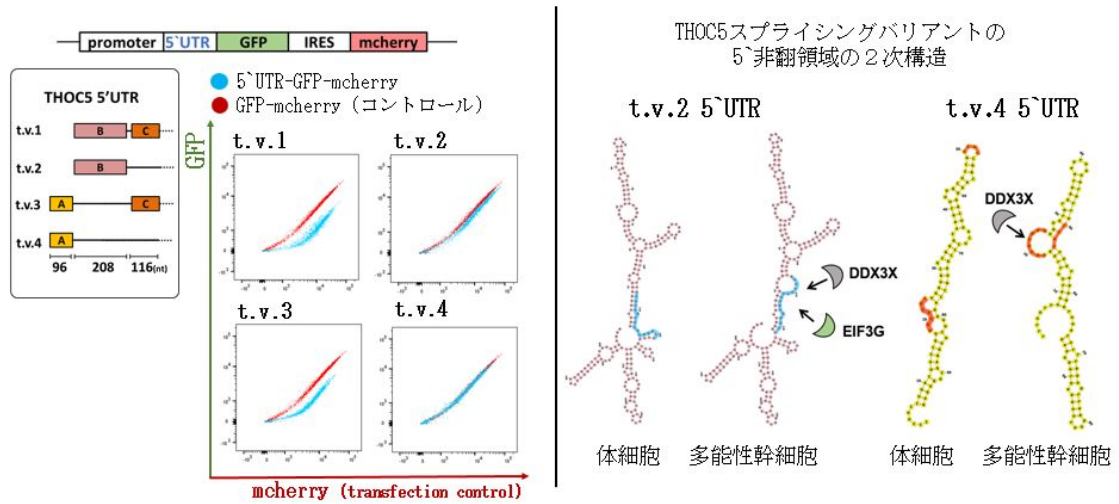 promoter 5`UTR GFP IRES mcherry
THOC5 5'UTR
t.v.1 B C
t.v.2 B
t.v.3 A C
t.v.4 A
96 208 116(nt)
5`UTR-GFP-mcherry
GFP-mcherry (コントロール)
GFP
t.v.1
t.v.2
t.v.3
t.v.4
mcherry (transfection control)
THOC5スプライシングバリアントの
5`非翻領域の2次構造
t.v.2 5`UTR
t.v.4 5`UTR
DDX3X
EIF3G
DDX3X
体細胞
多能性幹細胞
体細胞
多能性幹細胞